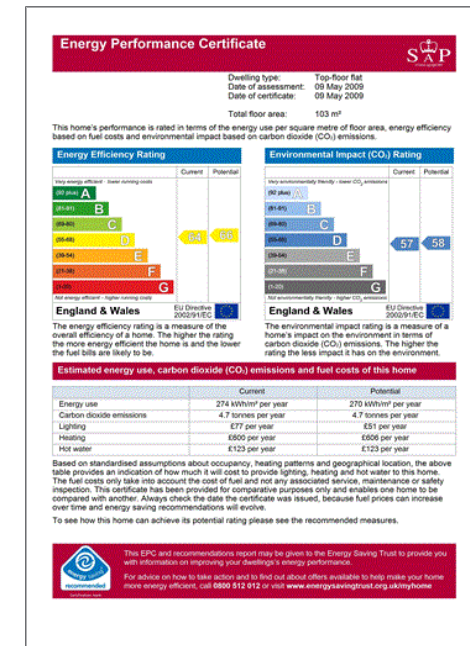 Energy Performance Certificate
SAP
Dwelling type: Top-floor flat
Date of assessment: 09 May 2009
Date of certificate: 09 May 2009
Total floor area: 103 m²
This home's performance is rated in terms of the energy use per square metre of floor area, energy efficiency
based on fuel costs and environmental impact based on carbon dioxide (CO₂) emissions.
Energy Efficiency Rating
Current Potential
Very energy efficient - lower running costs
(92 plus) A
(81-91) B
(69-80) C
(55-68) D
(39-54) E
(21-38) F
(1-20) G
64 66
Not energy efficient - higher running costs
England & Wales
EU Directive
2002/91/EC
The energy efficiency rating is a measure of the
overall efficiency of a home. The higher the rating
the more energy efficient the home is and the lower
the fuel bills are likely to be.
Environmental Impact (CO₂) Rating
Current Potential
Very environmentally friendly - lower CO₂ emissions
(92 plus) A
(81-91) B
(69-80) C
(55-68) D
(39-54) E
(21-38) F
(1-20) G
57 58
Not environmentally friendly - higher CO₂ emissions
England & Wales
EU Directive
2002/91/EC
The environmental impact rating is a measure of a
home's impact on the environment in terms of
carbon dioxide (CO₂) emissions. The higher the
rating the less impact it has on the environment.
Estimated energy use, carbon dioxide (CO₂) emissions and fuel costs of this home
Current Potential
Energy use 274 kWh/m² per year 270 kWh/m² per year
Carbon dioxide emissions 4.7 tonnes per year 4.7 tonnes per year
Lighting £77 per year £51 per year
Heating £600 per year £606 per year
Hot water £123 per year £123 per year
Based on standardised assumptions about occupancy, heating patterns and geographical location, the above
table provides an indication of how much it will cost to provide lighting, heating and hot water to this home.
The fuel costs only take into account the cost of fuel and not any associated service, maintenance or safety
inspection. This certificate has been provided for comparative purposes only and enables one home to be
compared with another. Always check the date the certificate was issued, because fuel prices can increase
over time and energy saving recommendations will evolve.
To see how this home can achieve its potential rating please see the recommended measures.
energy saving
recommended
Certification mark
This EPC and recommendations report may be given to the Energy Saving Trust to provide you
with information on improving your dwellings's energy performance.
For advice on how to take action and to find out about offers available to help make your home
more energy efficient, call 0800 512 012 or visit www.energysavingtrust.org.uk/myhome